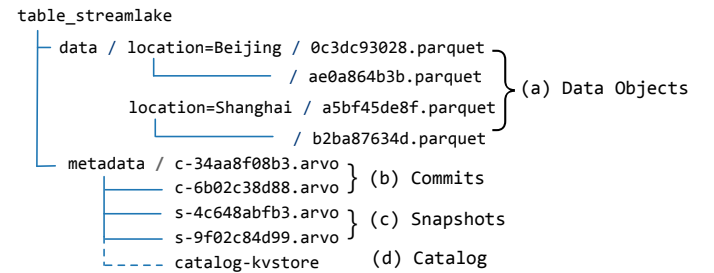 table_streamlake
data / location=Beijing / 0c3dc93028.parquet
/ ae0a864b3b.parquet
(a) Data Objects
location=Shanghai / a5bf45de8f.parquet
/ b2ba87634d.parquet
metadata / c-34aa8f08b3.arvo
c-6b02c38d88.arvo
(b) Commits
s-4c648abfb3.arvo
(c) Snapshots
s-9f02c84d99.arvo
catalog-kvstore (d) Catalog